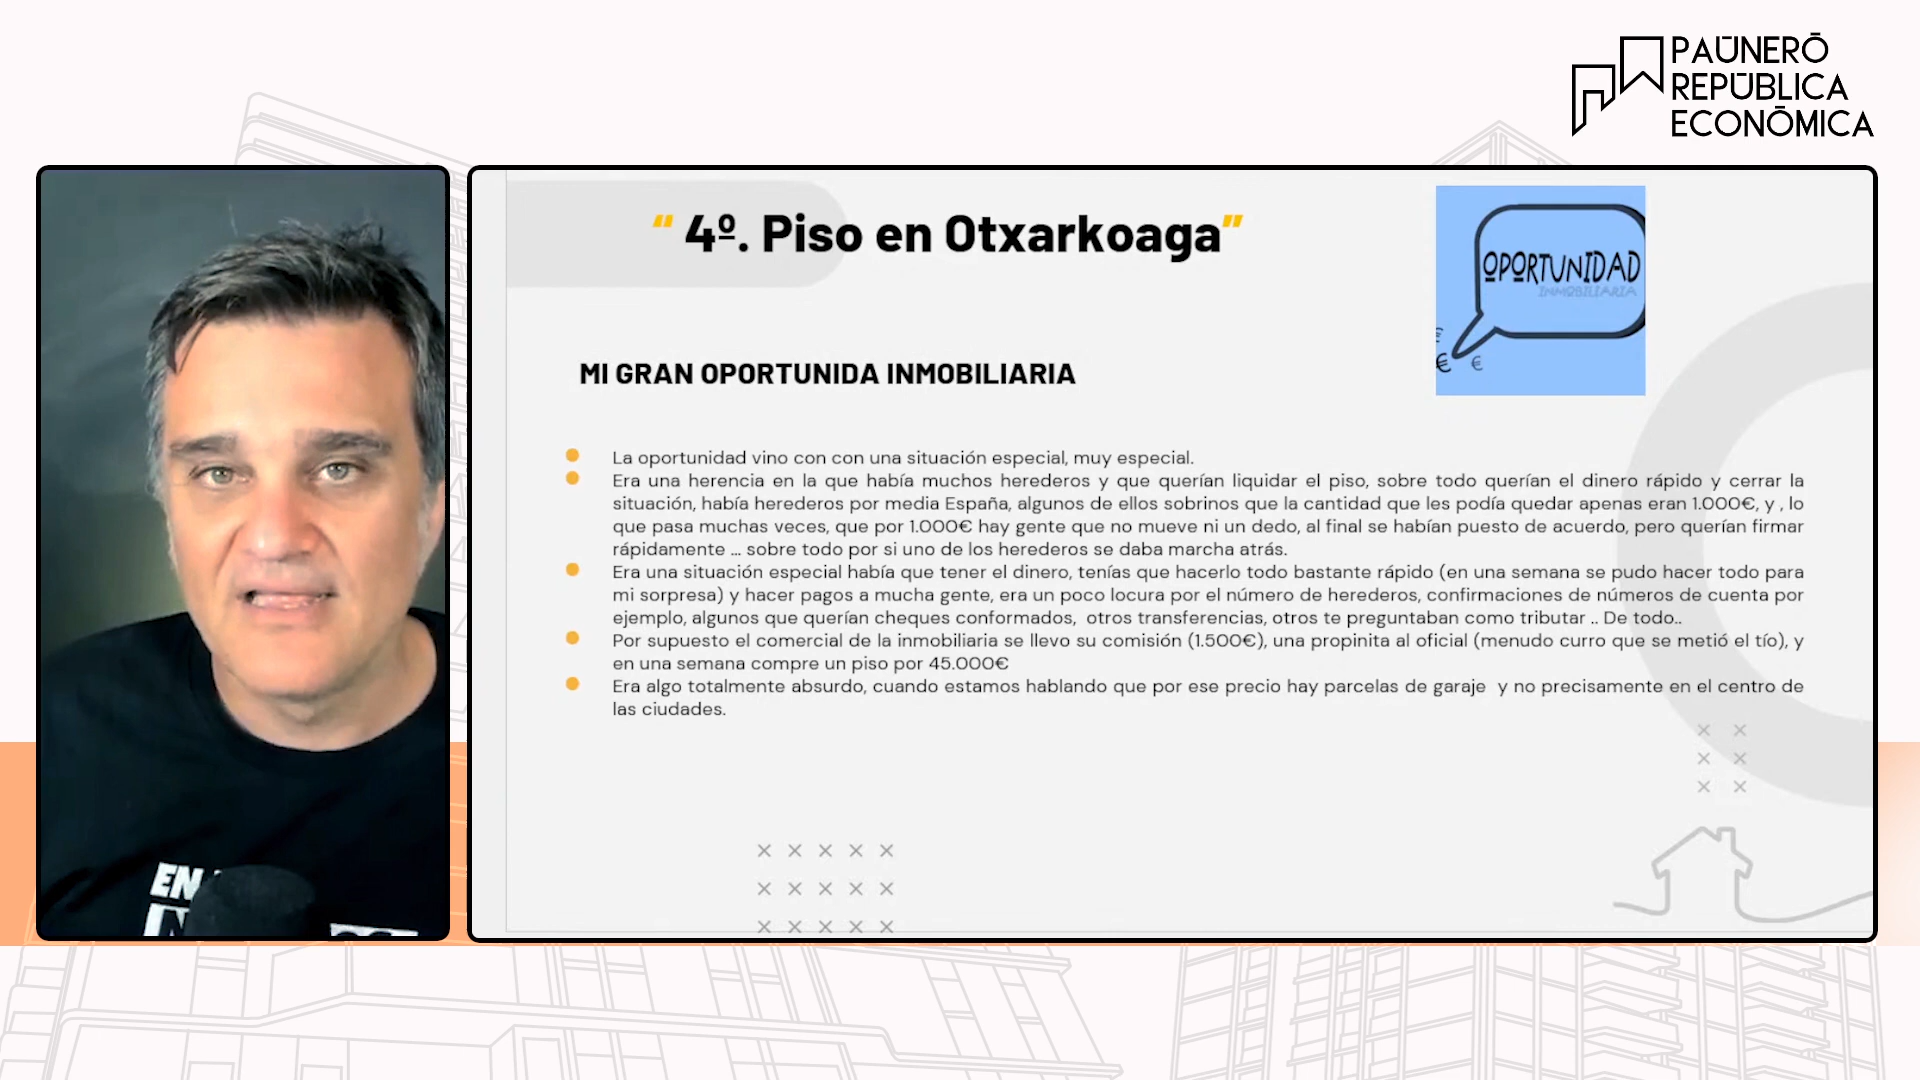 PAŪNERŌ
REPŪBLICA
ECONŌMICA
“ 4º. Piso en Otxarkoaga”
OPORTUNIDAD
INMOBILIARIA
€
€ €
MI GRAN OPORTUNIDA INMOBILIARIA
La oportunidad vino con con una situación especial, muy especial.
Era una herencia en la que había muchos herederos y que querían liquidar el piso, sobre todo querían el dinero rápido y cerrar la
situación, había herederos por media España, algunos de ellos sobrinos que la cantidad que les podía quedar apenas eran 1.000€, y , lo
que pasa muchas veces, que por 1.000€ hay gente que no mueve ni un dedo, al final se habían puesto de acuerdo, pero querían firmar
rápidamente ... sobre todo por si uno de los herederos se daba marcha atrás.
Era una situación especial había que tener el dinero, tenías que hacerlo todo bastante rápido (en una semana se pudo hacer todo para
mi sorpresa) y hacer pagos a mucha gente, era un poco locura por el número de herederos, confirmaciones de números de cuenta por
ejemplo, algunos que querían cheques conformados, otros transferencias, otros te preguntaban como tributar .. De todo..
Por supuesto el comercial de la inmobiliaria se llevo su comisión (1.500€), una propinita al oficial (menudo curro que se metió el tío), y
en una semana compre un piso por 45.000€
Era algo totalmente absurdo, cuando estamos hablando que por ese precio hay parcelas de garaje y no precisamente en el centro de
las ciudades.
EN